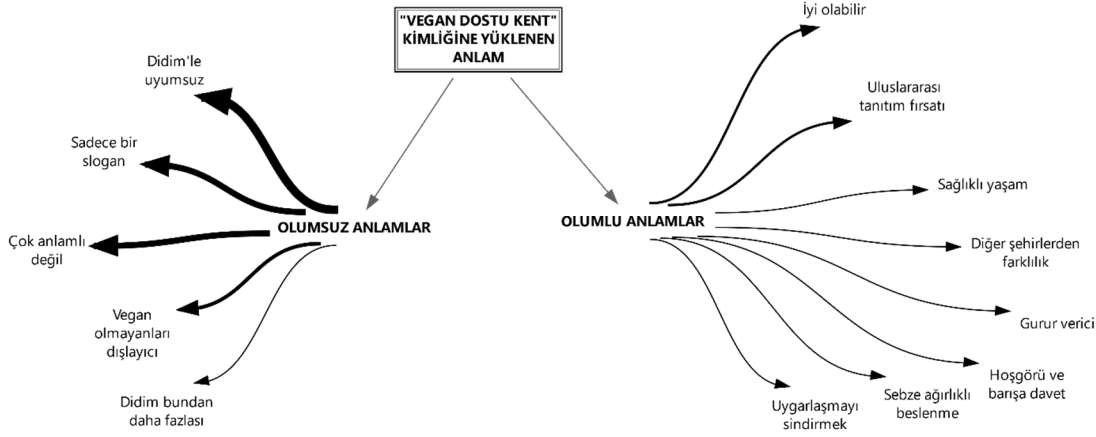 "VEGAN DOSTU KENT"
KİMLİĞİNE YÜKLENEN
ANLAM
Didim'le
uyumsuz
Sadece bir
slogan
Çok anlamlı
değil
Vegan
olmayanları
dışlayıcı
Didim bundan
daha fazlası
OLUMSUZ ANLAMLAR
OLUMLU ANLAMLAR
İyi olabilir
Uluslararası
tanıtım fırsatı
Sağlıklı yaşam
Diğer şehirlerden
farklılık
Gurur verici
Hoşgörü ve
barışa davet
Sebze ağırlıklı
beslenme
Uygarlaşmayı
sindirmek